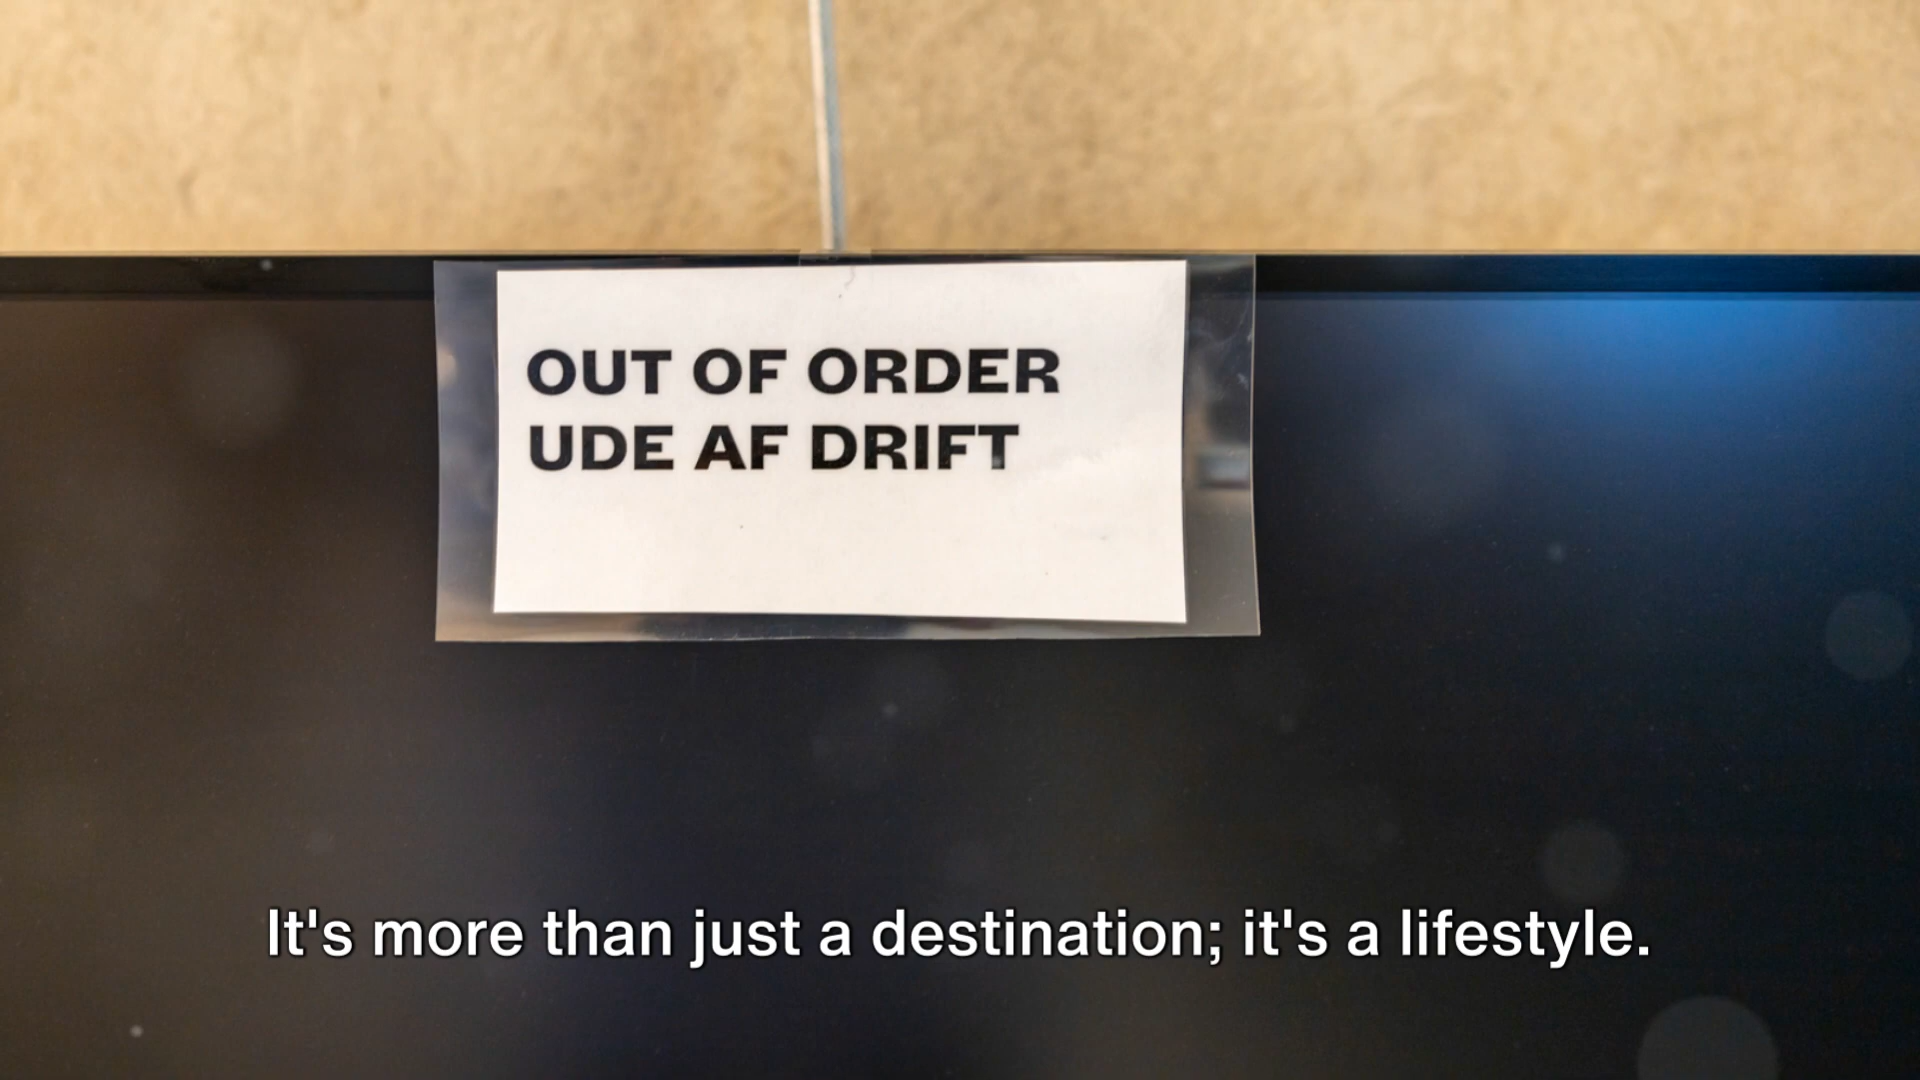 OUT OF ORDER
UDE AF DRIFT
It's more than just a destination; it's a lifestyle.